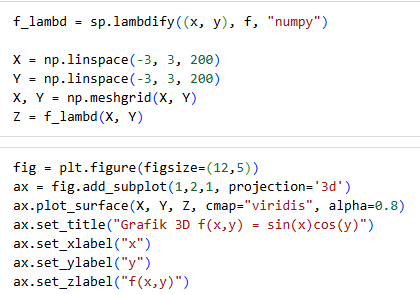 f_lambd = sp.lambdify((x, y), f, "numpy")
X = np.linspace(-3, 3, 200)
Y = np.linspace(-3, 3, 200)
X, Y = np.meshgrid(X, Y)
Z = f_lambd(X, Y)
fig = plt.figure(figsize=(12,5))
ax = fig.add_subplot(1,2,1, projection='3d')
ax.plot_surface(X, Y, Z, cmap="viridis", alpha=0.8)
ax.set_title("Grafik 3D f(x,y) = sin(x)cos(y)")
ax.set_xlabel("x")
ax.set_ylabel("y")
ax.set_zlabel("f(x,y)")